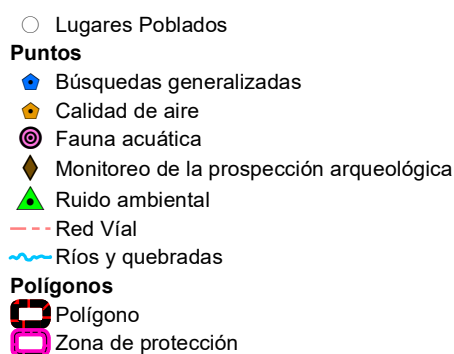 Lugares Poblados
Puntos
Búsquedas generalizadas
Calidad de aire
Fauna acuática
Monitoreo de la prospección arqueológica
Ruido ambiental
Red Víal
Ríos y quebradas
Polígonos
Polígono
Zona de protección